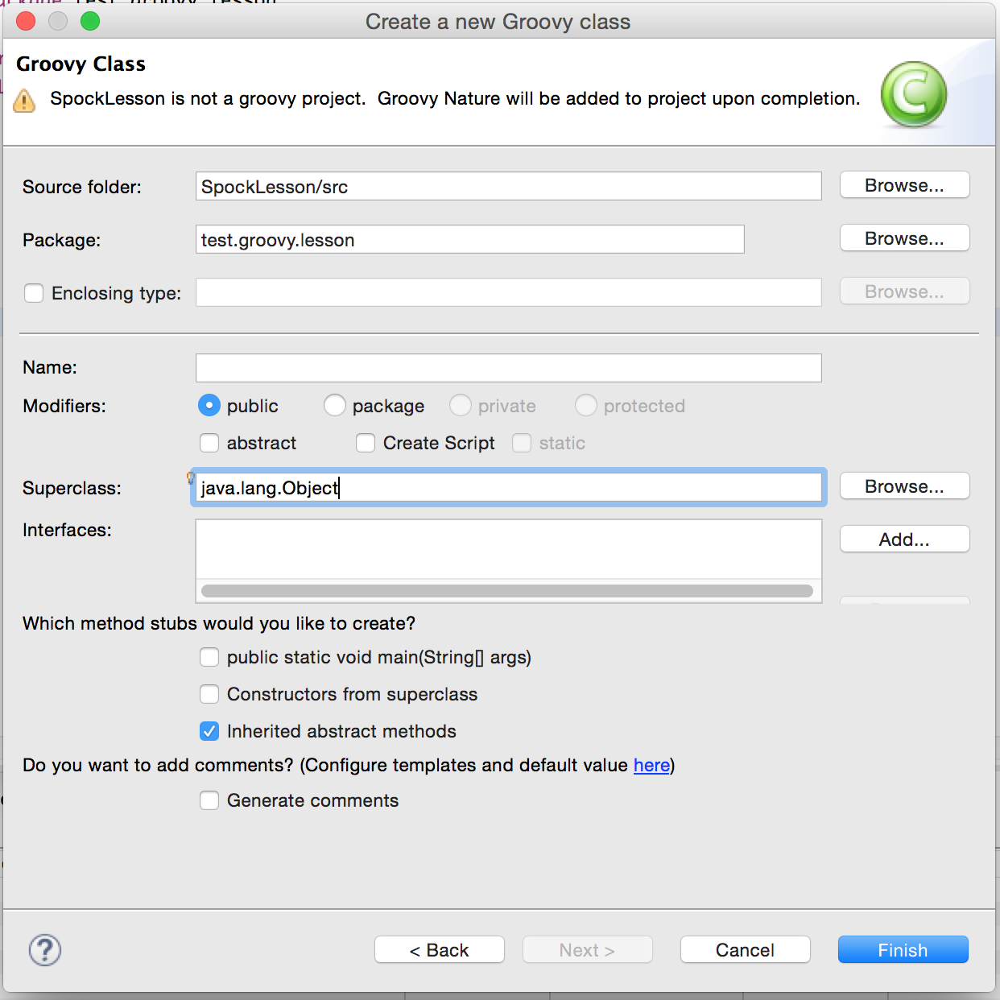 Create a new Groovy class
Groovy Class
SpockLesson is not a groovy project.  Groovy Nature will be added to project upon completion.
Source folder: SpockLesson/src Browse...
Package: test.groovy.lesson Browse...
Enclosing type: Browse...
Name:
Modifiers: public package private protected
abstract Create Script static
Superclass: java.lang.Object Browse...
Interfaces: Add...
Which method stubs would you like to create?
public static void main(String[] args)
Constructors from superclass
Inherited abstract methods
Do you want to add comments? (Configure templates and default value here)
Generate comments
? < Back Next > Cancel Finish